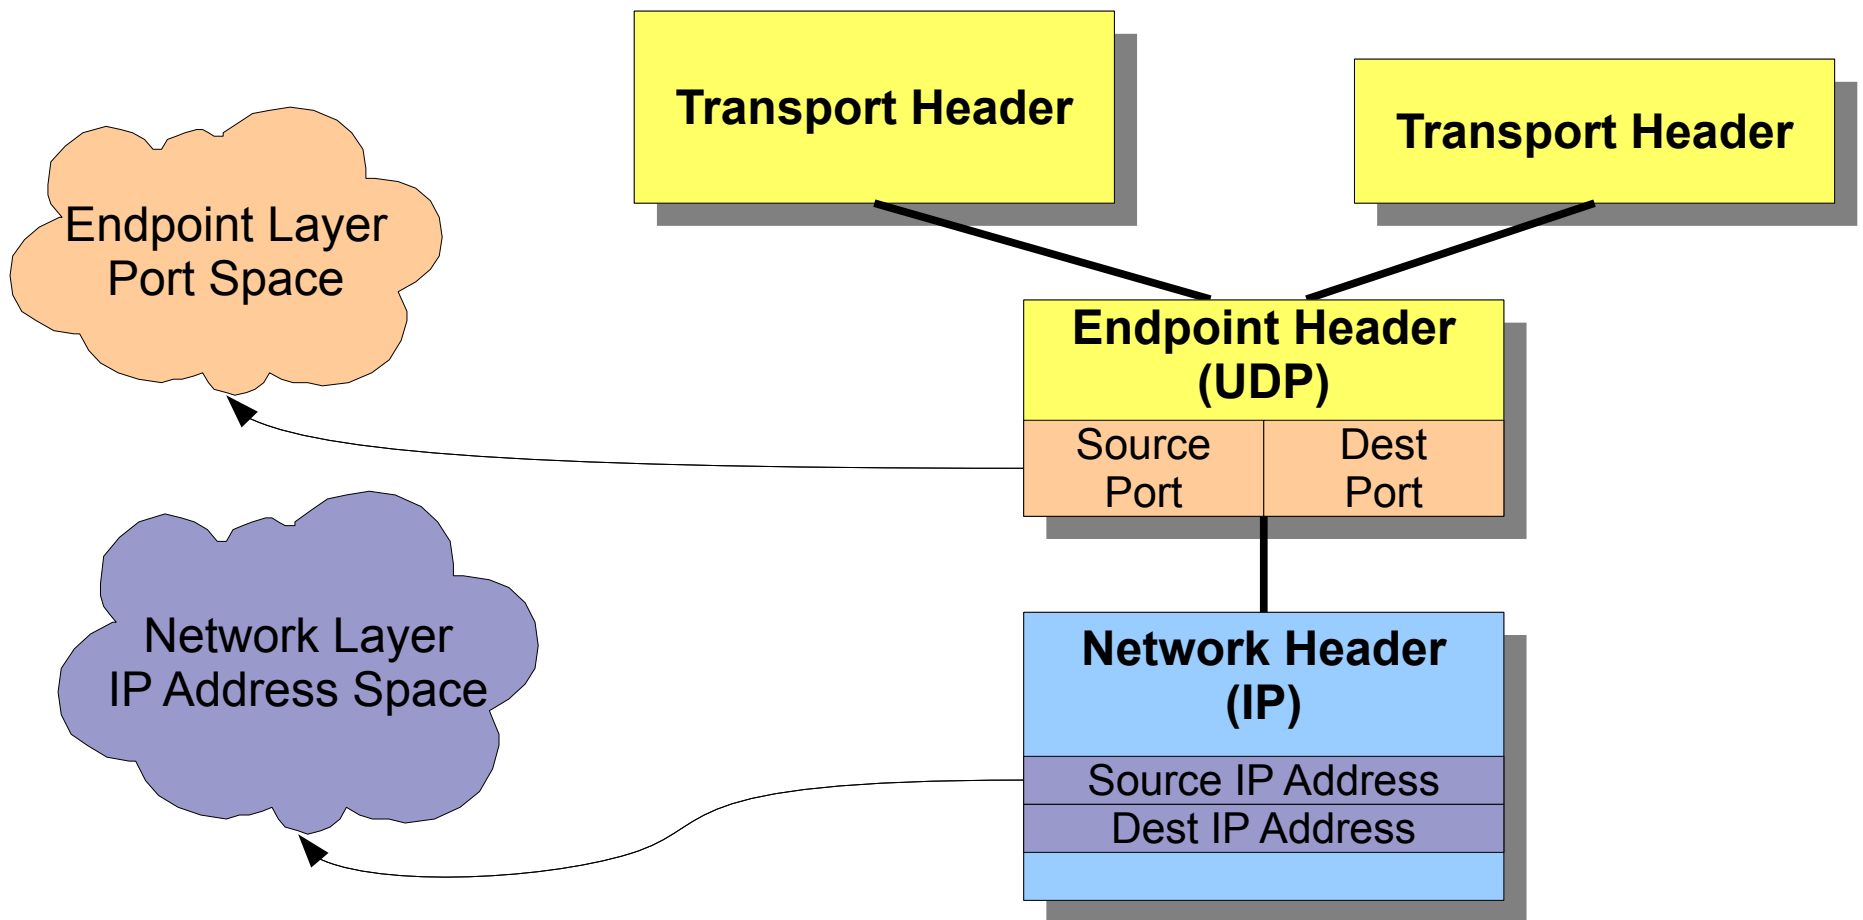 Transport Header
Transport Header
Endpoint Layer
Port Space
Endpoint Header
(UDP)
Source
Port
Dest
Port
Network Layer
IP Address Space
Network Header
(IP)
Source IP Address
Dest IP Address